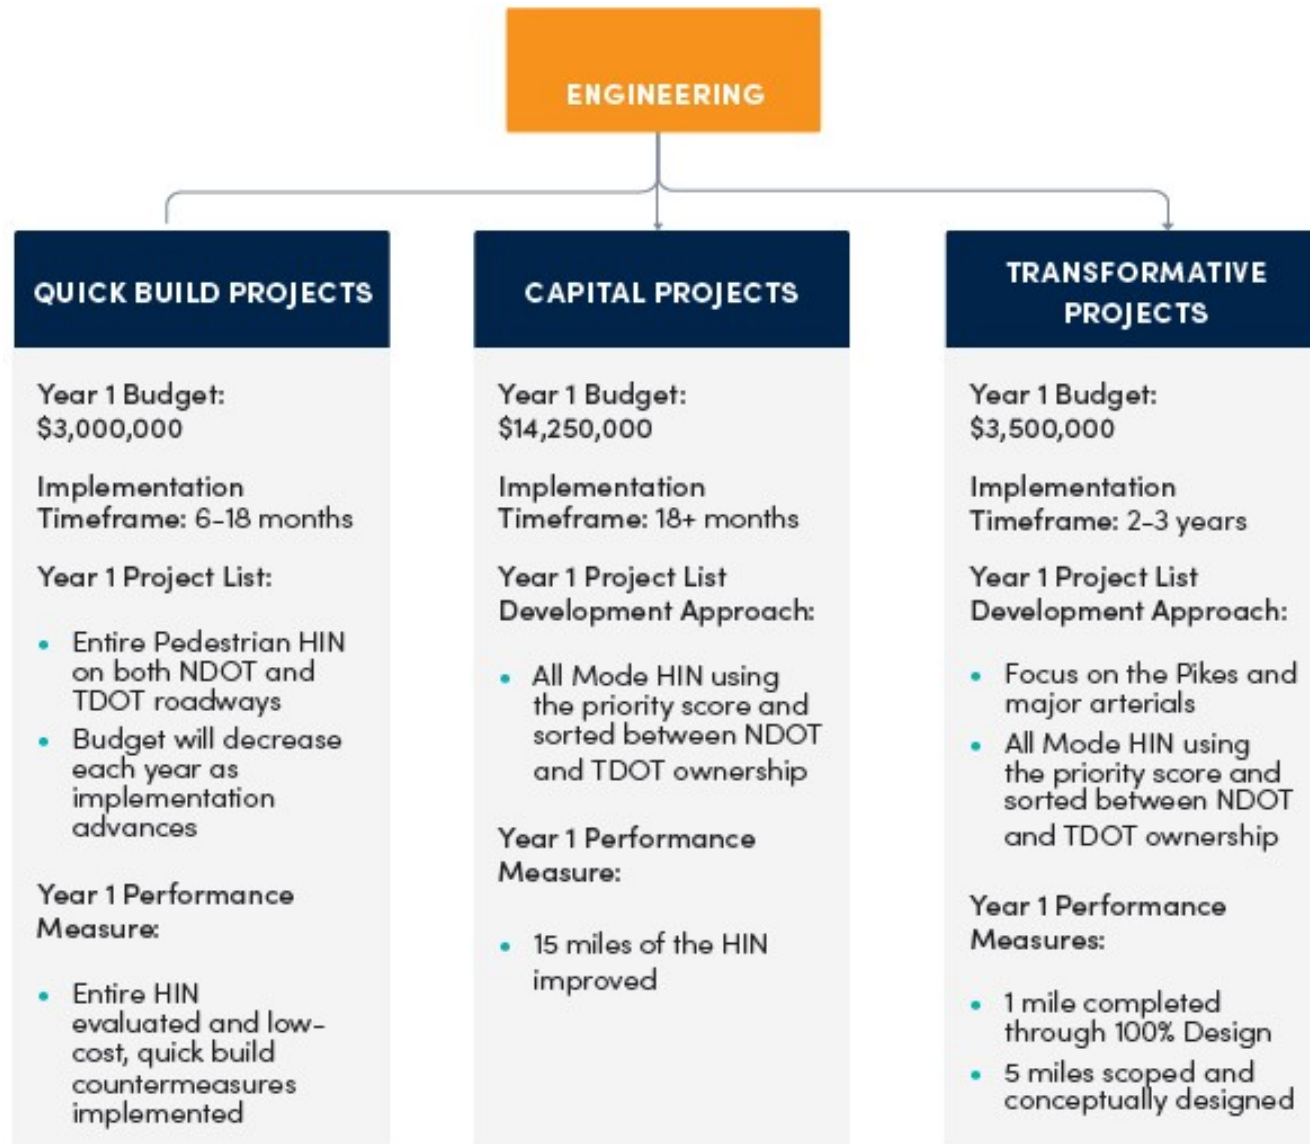 ENGINEERING
QUICK BUILD PROJECTS
Year 1 Budget:
$3,000,000
Implementation
Timeframe: 6-18 months
Year 1 Project List:
• Entire Pedestrian HIN
on both NDOT and
TDOT roadways
• Budget will decrease
each year as
implementation
advances
Year 1 Performance
Measure:
• Entire HIN
evaluated and low-
cost, quick build
countermeasures
implemented
CAPITAL PROJECTS
Year 1 Budget:
$14,250,000
Implementation
Timeframe: 18+ months
Year 1 Project List
Development Approach:
• All Mode HIN using
the priority score and
sorted between NDOT
and TDOT ownership
Year 1 Performance
Measure:
• 15 miles of the HIN
improved
TRANSFORMATIVE
PROJECTS
Year 1 Budget:
$3,500,000
Implementation
Timeframe: 2-3 years
Year 1 Project List
Development Approach:
• Focus on the Pikes and
major arterials
• All Mode HIN using
the priority score and
sorted between NDOT
and TDOT ownership
Year 1 Performance
Measures:
• 1 mile completed
through 100% Design
• 5 miles scoped and
conceptually designed